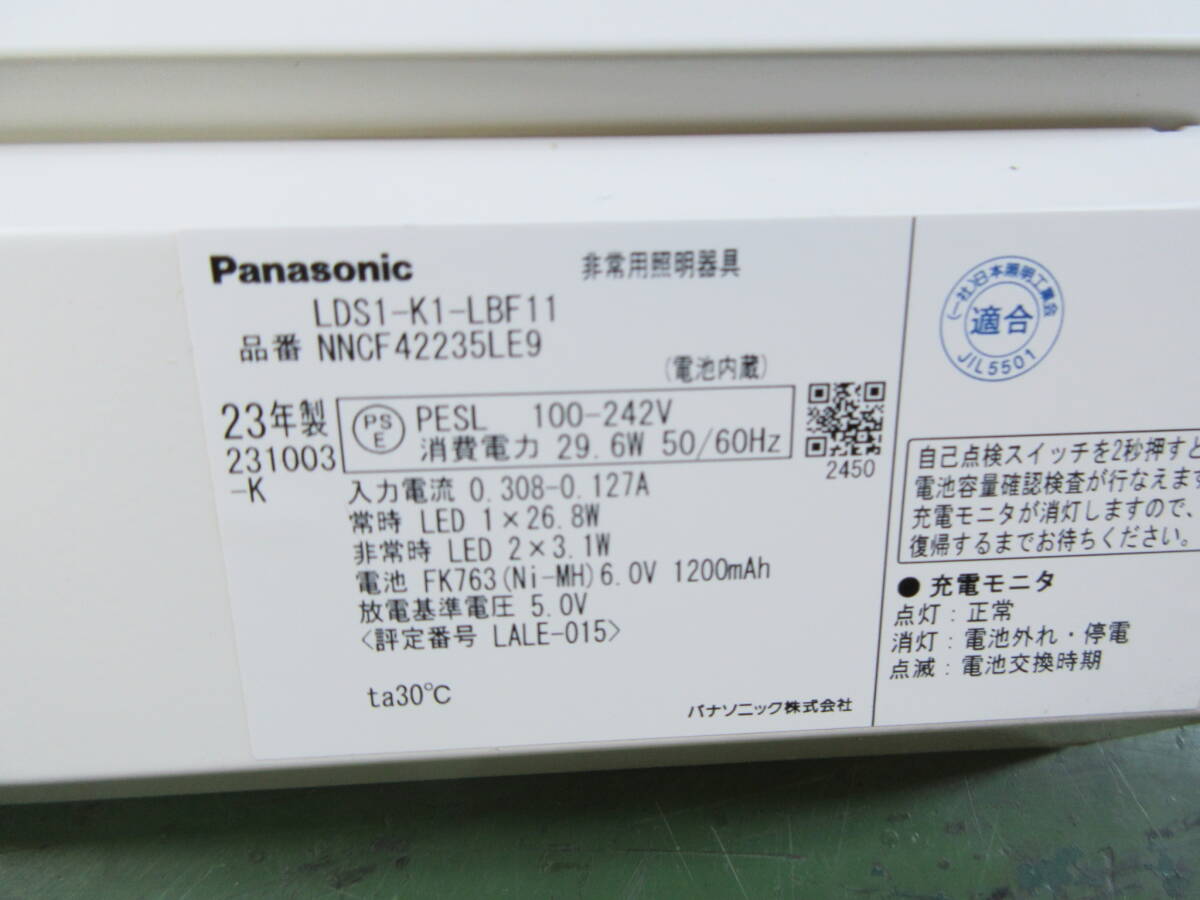 Panasonic 非常用照明器具
LDS1-K1-LBF11
品番 NNCF42235LE9
(電池内蔵)
23年製
231003
-K
PS
E
PESL 100-242V
消費電力 29.6W 50/60Hz
2450
入力電流 0.308-0.127A
常時 LED 1×26.8W
非常時 LED 2×3.1W
電池 FK763(Ni-MH)6.0V 1200mAh
放電基準電圧 5.0V
〈評定番号 LALE-015〉
ta30℃
パナソニック株式会社
(一社)日本照明工業会
適合
JIL5501
自己点検スイッチを2秒押すと
電池容量確認検査が行なえます
充電モニタが消灯しますので、
復帰するまでお待ちください。
● 充電モニタ
点灯：正常
消灯：電池外れ・停電
点滅：電池交換時期